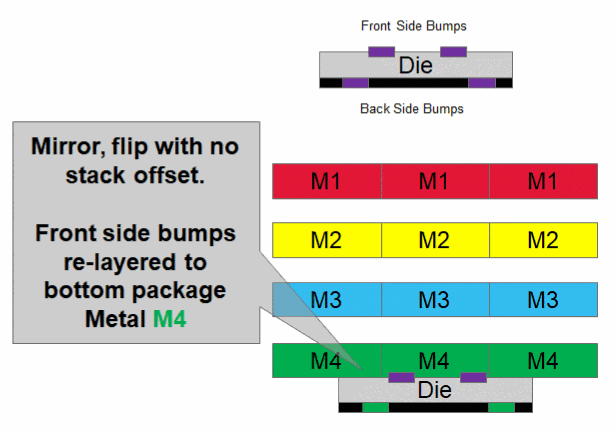 Front Side Bumps
Die
Back Side Bumps
Mirror, flip with no
stack offset.
Front side bumps
re-layered to
bottom package
Metal M4
M1 M1 M1
M2 M2 M2
M3 M3 M3
M4 M4 M4
Die